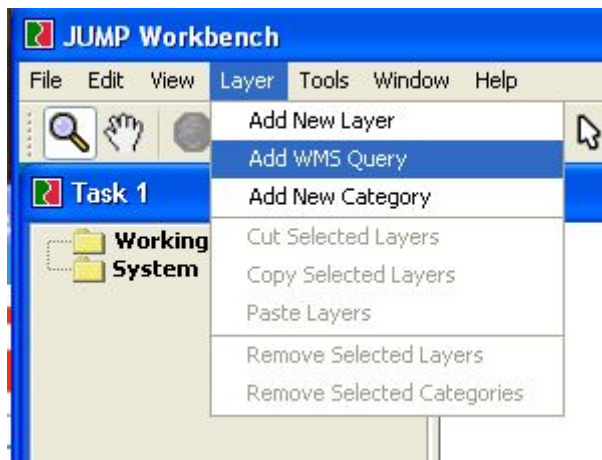 JUMP Workbench
File Edit View Layer Tools Window Help
Add New Layer
Add WMS Query
Task 1
Add New Category
Working
Cut Selected Layers
System
Copy Selected Layers
Paste Layers
Remove Selected Layers
Remove Selected Categories